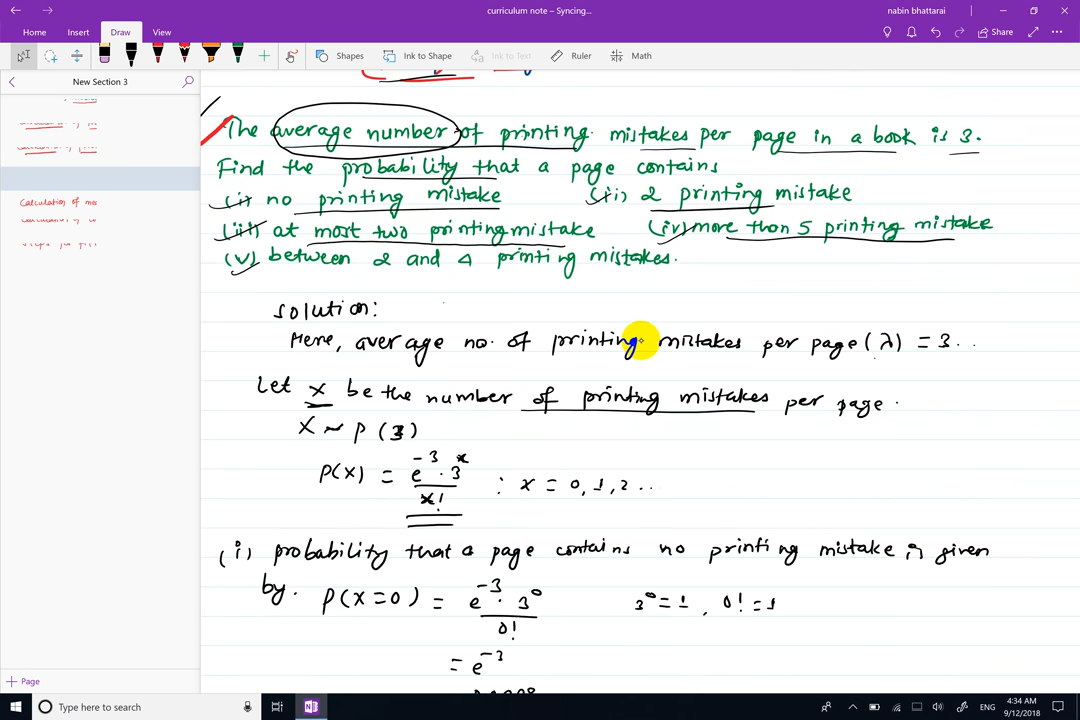 curriculum note - Syncing...
nabin bhattarai
Home Insert Draw View
Share
Shapes Ink to Shape Ink to Text Ruler Math
New Section 3
The average number of printing mistakes per page in a book is 3.
Find the probability that a page contains
(i) no printing mistake (ii) 2 printing mistake
(iii) at most two printing mistake (iv) more than 5 printing mistake
(v) between 2 and 4 printing mistakes.
Solution:
Here, average no. of printing mistakes per page (λ) = 3..
Let x be the number of printing mistakes per page.
X ~ P (3)
P(X) = e^-3 . 3^x / x! : x = 0, 1, 2 ...
(i) probability that a page contains no printing mistake is given
by. P(X=0) = e^-3 . 3^0 / 0! 3^0 = 1 , 0! = 1
= e^-3
Page
Type here to search
ENG
4:34 AM
9/12/2018